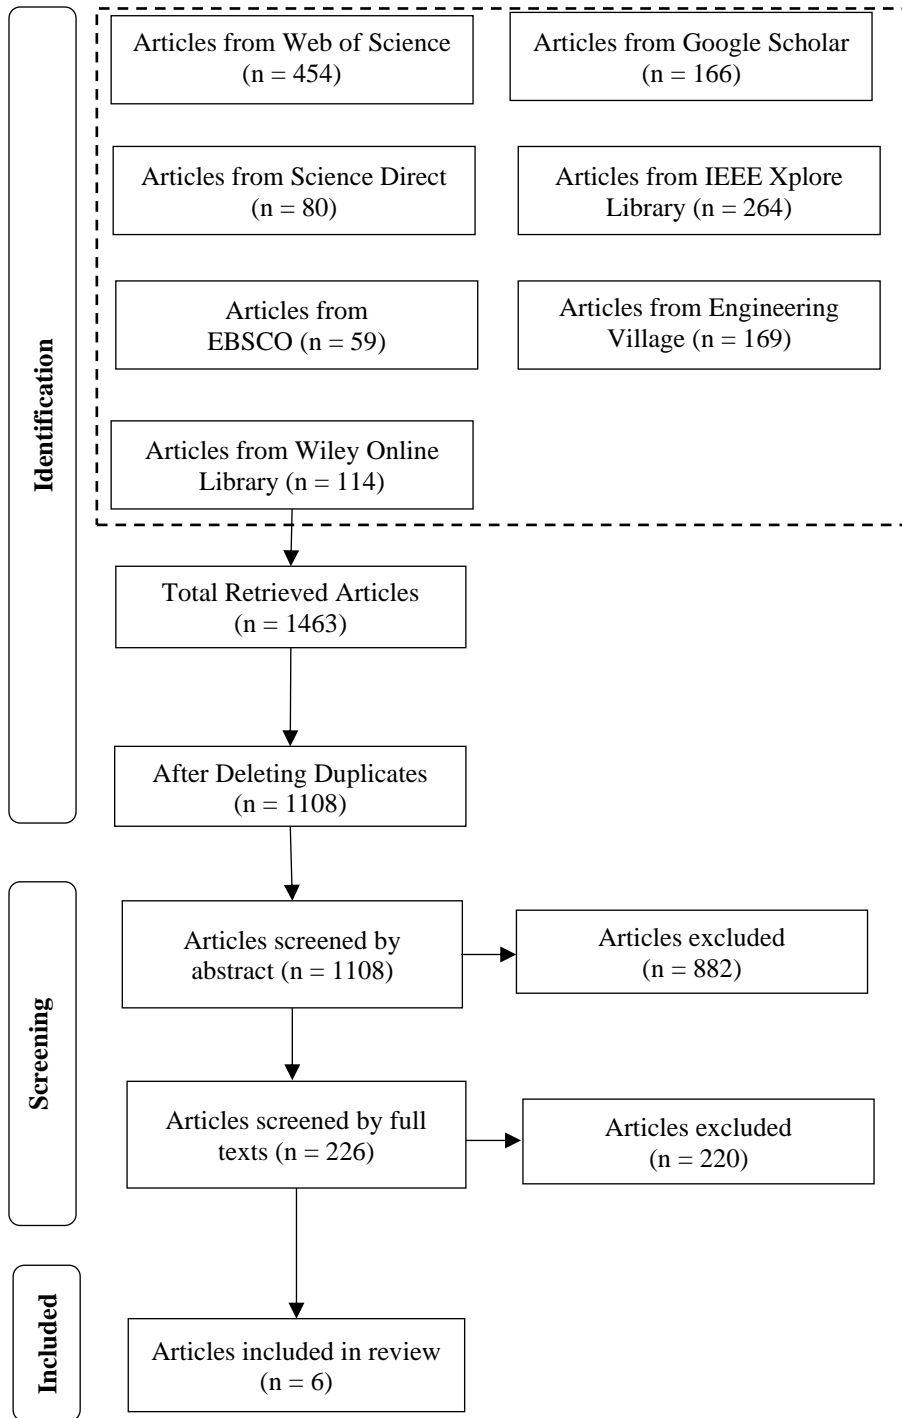 Identification
Articles from Web of Science
(n = 454)
Articles from Google Scholar
(n = 166)
Articles from Science Direct
(n = 80)
Articles from IEEE Xplore
Library (n = 264)
Articles from
EBSCO (n = 59)
Articles from Engineering
Village (n = 169)
Articles from Wiley Online
Library (n = 114)
Total Retrieved Articles
(n = 1463)
After Deleting Duplicates
(n = 1108)
Screening
Articles screened by
abstract (n = 1108)
Articles excluded
(n = 882)
Articles screened by full
texts (n = 226)
Articles excluded
(n = 220)
Included
Articles included in review
(n = 6)